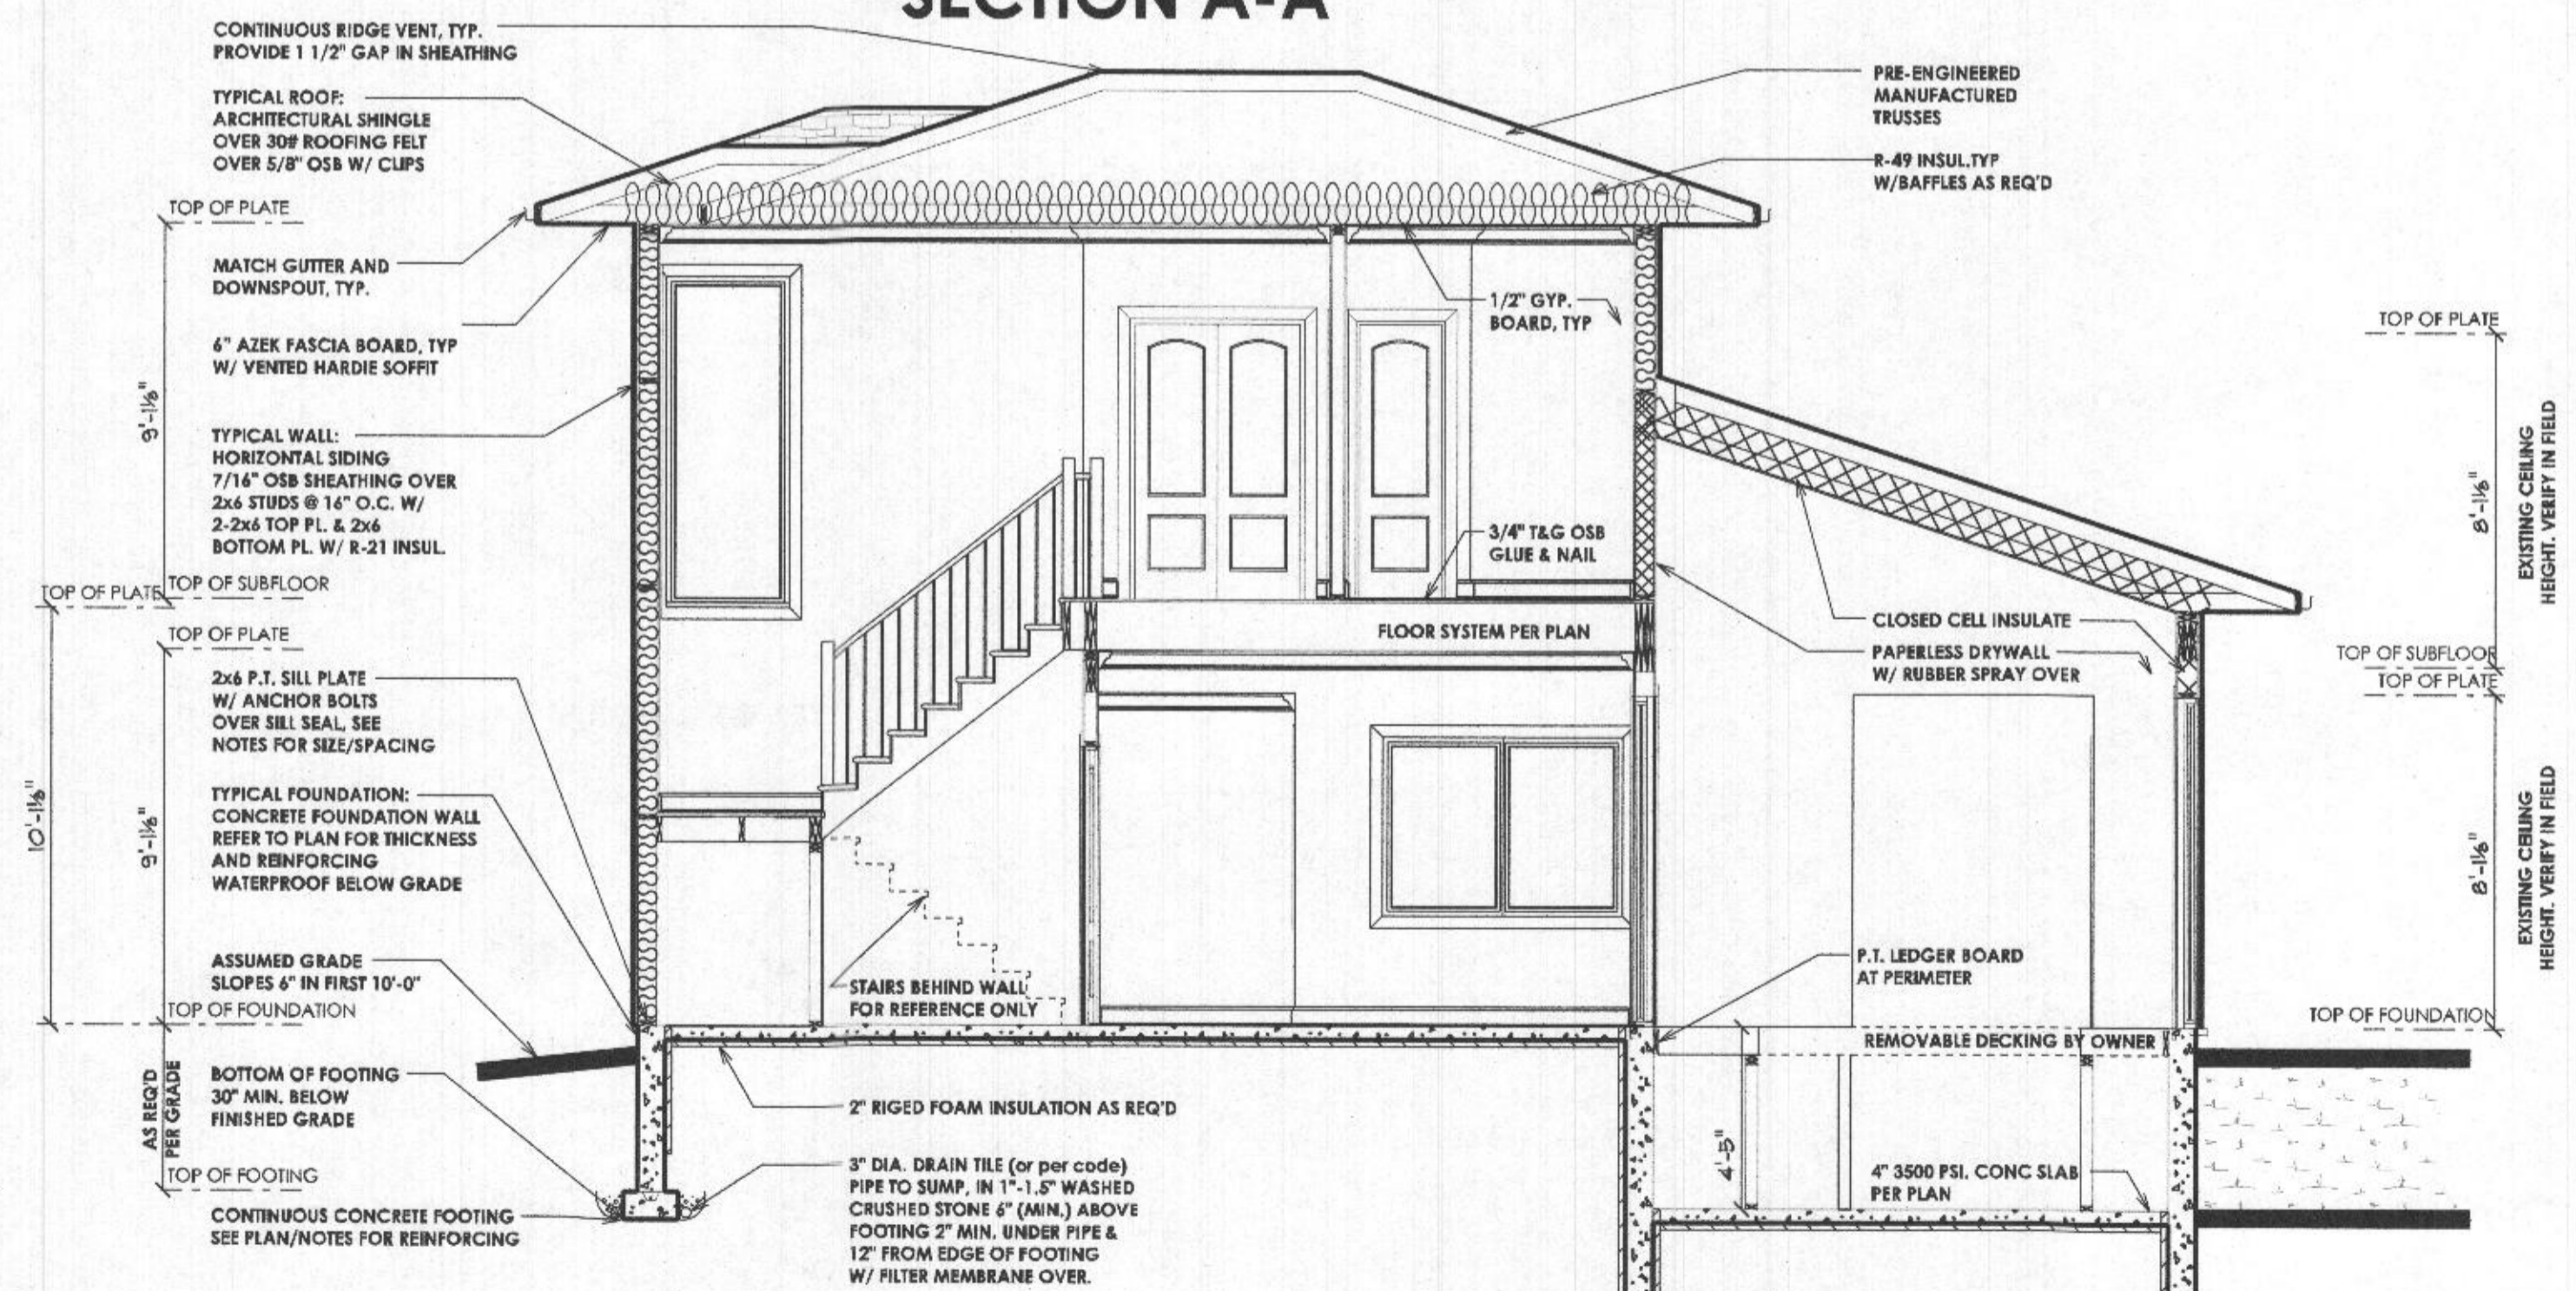 SECTION A-A
CONTINUOUS RIDGE VENT, TYP.
PROVIDE 1 1/2" GAP IN SHEATHING
TYPICAL ROOF:
ARCHITECTURAL SHINGLE
OVER 30# ROOFING FELT
OVER 5/8" OSB W/ CLIPS
TOP OF PLATE
MATCH GUTTER AND
DOWNSPOUT, TYP.
6" AZEK FASCIA BOARD, TYP
W/ VENTED HARDIE SOFFIT
9'-1⅛"
TYPICAL WALL:
HORIZONTAL SIDING
7/16" OSB SHEATHING OVER
2x6 STUDS @ 16" O.C. W/
2-2x6 TOP PL. & 2x6
BOTTOM PL. W/ R-21 INSUL.
TOP OF SUBFLOOR
TOP OF PLATE
TOP OF PLATE
2x6 P.T. SILL PLATE
W/ ANCHOR BOLTS
OVER SILL SEAL, SEE
NOTES FOR SIZE/SPACING
10'-1⅛"
9'-1⅛"
TYPICAL FOUNDATION:
CONCRETE FOUNDATION WALL
REFER TO PLAN FOR THICKNESS
AND REINFORCING
WATERPROOF BELOW GRADE
ASSUMED GRADE
SLOPES 6" IN FIRST 10'-0"
TOP OF FOUNDATION
AS REQ'D
PER GRADE
BOTTOM OF FOOTING
30" MIN. BELOW
FINISHED GRADE
TOP OF FOOTING
CONTINUOUS CONCRETE FOOTING
SEE PLAN/NOTES FOR REINFORCING
1/2" GYP.
BOARD, TYP
3/4" T&G OSB
GLUE & NAIL
FLOOR SYSTEM PER PLAN
STAIRS BEHIND WALL
FOR REFERENCE ONLY
2" RIGED FOAM INSULATION AS REQ'D
3" DIA. DRAIN TILE (or per code)
PIPE TO SUMP, IN 1"-1.5" WASHED
CRUSHED STONE 6" (MIN.) ABOVE
FOOTING 2" MIN. UNDER PIPE &
12" FROM EDGE OF FOOTING
W/ FILTER MEMBRANE OVER.
PRE-ENGINEERED
MANUFACTURED
TRUSSES
R-49 INSUL.TYP
W/BAFFLES AS REQ'D
CLOSED CELL INSULATE
PAPERLESS DRYWALL
W/ RUBBER SPRAY OVER
P.T. LEDGER BOARD
AT PERIMETER
REMOVABLE DECKING BY OWNER
4'-5"
4" 3500 PSI. CONC SLAB
PER PLAN
TOP OF PLATE
8'-1⅛"
EXISTING CEILING
HEIGHT. VERIFY IN FIELD
TOP OF SUBFLOOR
TOP OF PLATE
8'-1⅛"
EXISTING CEILING
HEIGHT. VERIFY IN FIELD
TOP OF FOUNDATION